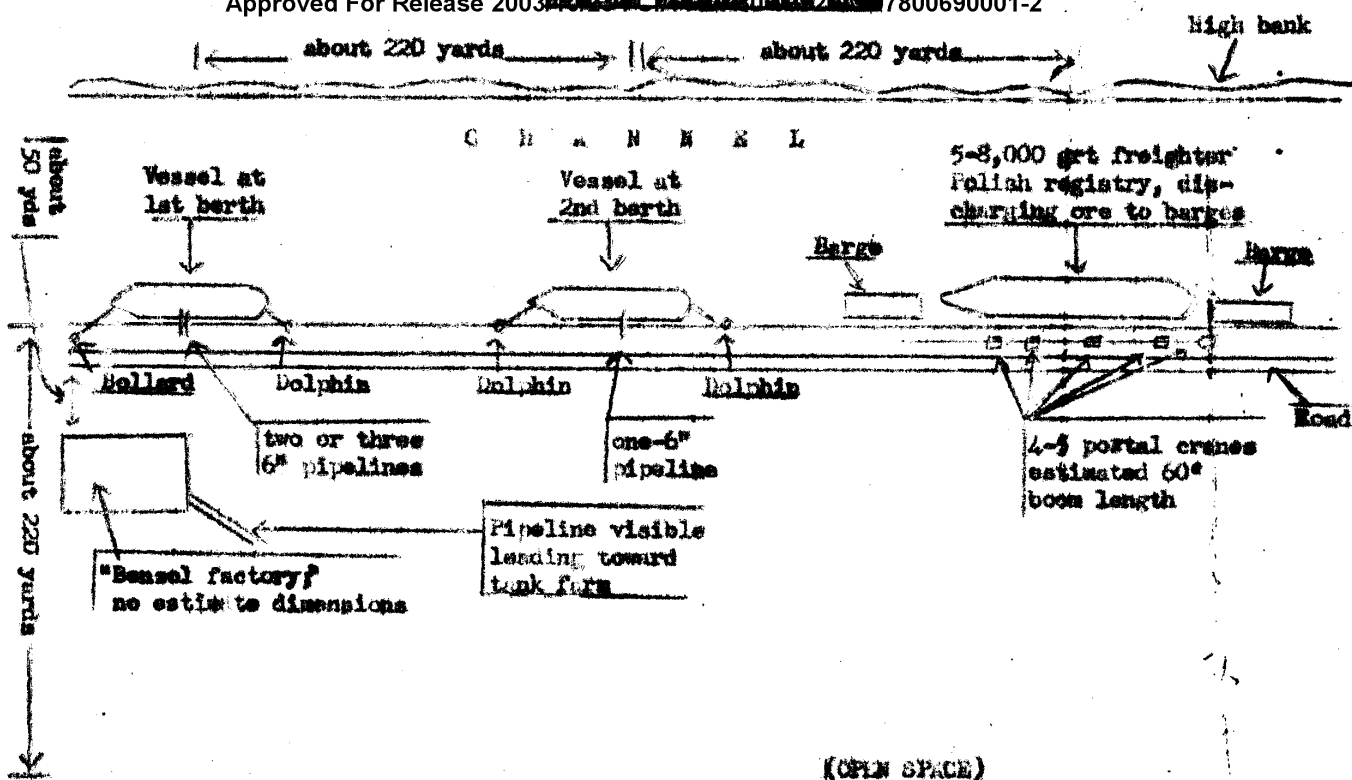 Approved For Release 2003 7800690001-2
High bank
about 220 yards
about 220 yards
C H A N N E L
about
50 yds
Vessel at
1st berth
Vessel at
2nd berth
5-8,000 grt freighter
Polish registry, dis-
charging ore to barges
Barge
Barge
Bollard
Dolphin
Dolphin
Dolphin
Road
two or three
6" pipelines
one-6"
pipeline
4-5 portal cranes
estimated 60'
boom length
about 220 yards
Pipeline visible
leading toward
tank farm
"Bensol factory,"
no estimate dimensions
(OPEN SPACE)